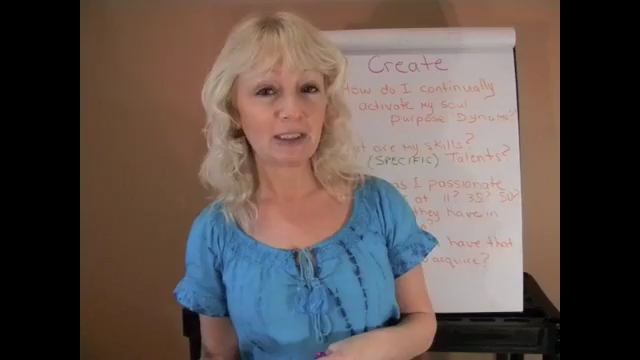 Create
How do I continually
activate my soul
purpose Dynamo?
are my skills?
(SPECIFIC) Talents?
I passionate
at 11? 35? 50?
they have in
have that
acquire?